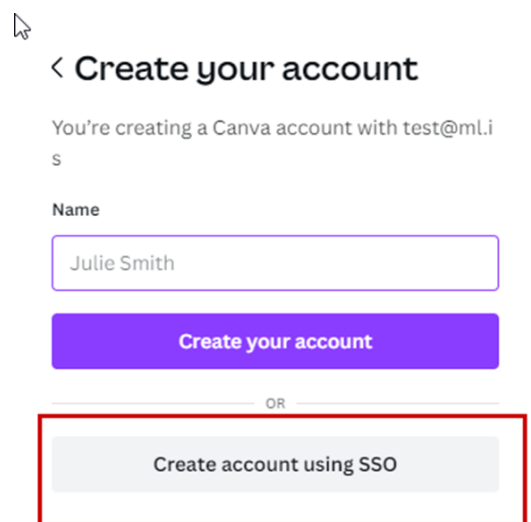 Create your account
You're creating a Canva account with test@ml.i
s
Name
Julie Smith
Create your account
OR
Create account using SSO